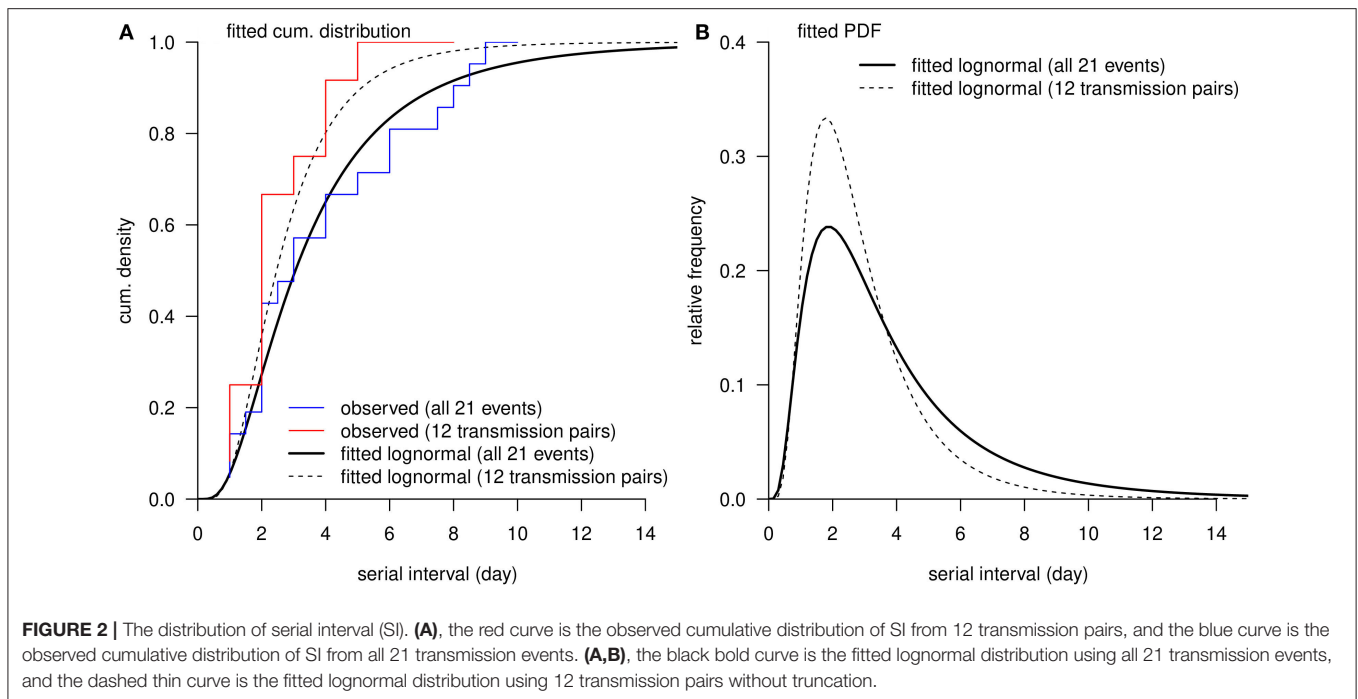 A fitted cum. distribution
1.0
0.8
0.6
0.4
0.2
0.0
cum. density
observed (all 21 events)
observed (12 transmission pairs)
fitted lognormal (all 21 events)
fitted lognormal (12 transmission pairs)
0 2 4 6 8 10 12 14
serial interval (day)
B fitted PDF
0.4
0.3
0.2
0.1
0.0
relative frequency
fitted lognormal (all 21 events)
fitted lognormal (12 transmission pairs)
0 2 4 6 8 10 12 14
serial interval (day)
FIGURE 2 | The distribution of serial interval (SI). (A), the red curve is the observed cumulative distribution of SI from 12 transmission pairs, and the blue curve is the
observed cumulative distribution of SI from all 21 transmission events. (A,B), the black bold curve is the fitted lognormal distribution using all 21 transmission events,
and the dashed thin curve is the fitted lognormal distribution using 12 transmission pairs without truncation.